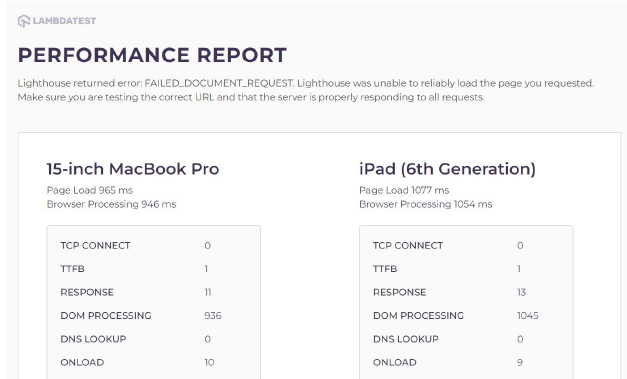 LAMBDATEST
PERFORMANCE REPORT
Lighthouse returned error: FAILED_DOCUMENT_REQUEST. Lighthouse was unable to reliably load the page you requested.
Make sure you are testing the correct URL and that the server is properly responding to all requests.
15-inch MacBook Pro
Page Load 965 ms
Browser Processing 946 ms
TCP CONNECT 0
TTFB 1
RESPONSE 11
DOM PROCESSING 936
DNS LOOKUP 0
ONLOAD 10
iPad (6th Generation)
Page Load 1077 ms
Browser Processing 1054 ms
TCP CONNECT 0
TTFB 1
RESPONSE 13
DOM PROCESSING 1045
DNS LOOKUP 0
ONLOAD 9